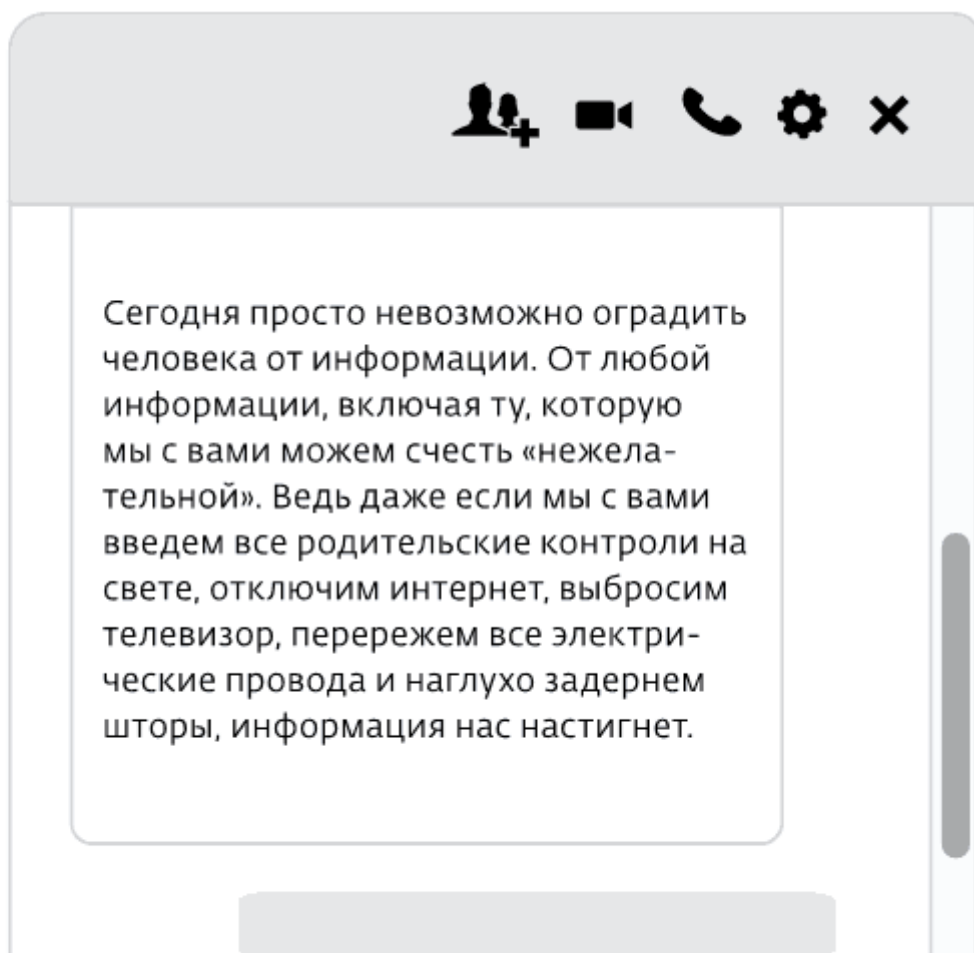 Сегодня просто невозможно оградить
человека от информации. От любой
информации, включая ту, которую
мы с вами можем счесть «нежела-
тельной». Ведь даже если мы с вами
введем все родительские контроли на
свете, отключим интернет, выбросим
телевизор, перережем все электри-
ческие провода и наглухо задернем
шторы, информация нас настигнет.